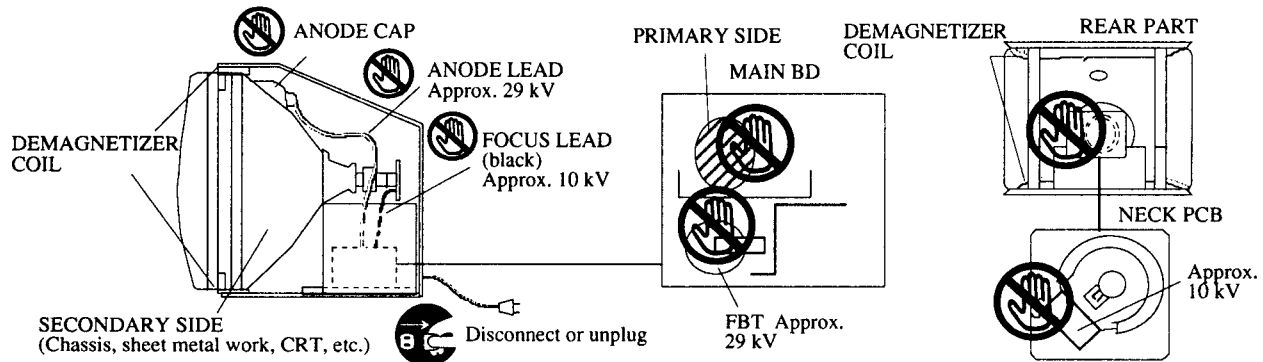 ANODE CAP
ANODE LEAD
Approx. 29 kV
FOCUS LEAD
(black)
Approx. 10 kV
DEMAGNETIZER
COIL
SECONDARY SIDE
(Chassis, sheet metal work, CRT, etc.)
Disconnect or unplug
PRIMARY SIDE
MAIN BD
FBT Approx.
29 kV
DEMAGNETIZER
COIL
REAR PART
NECK PCB
Approx.
10 kV